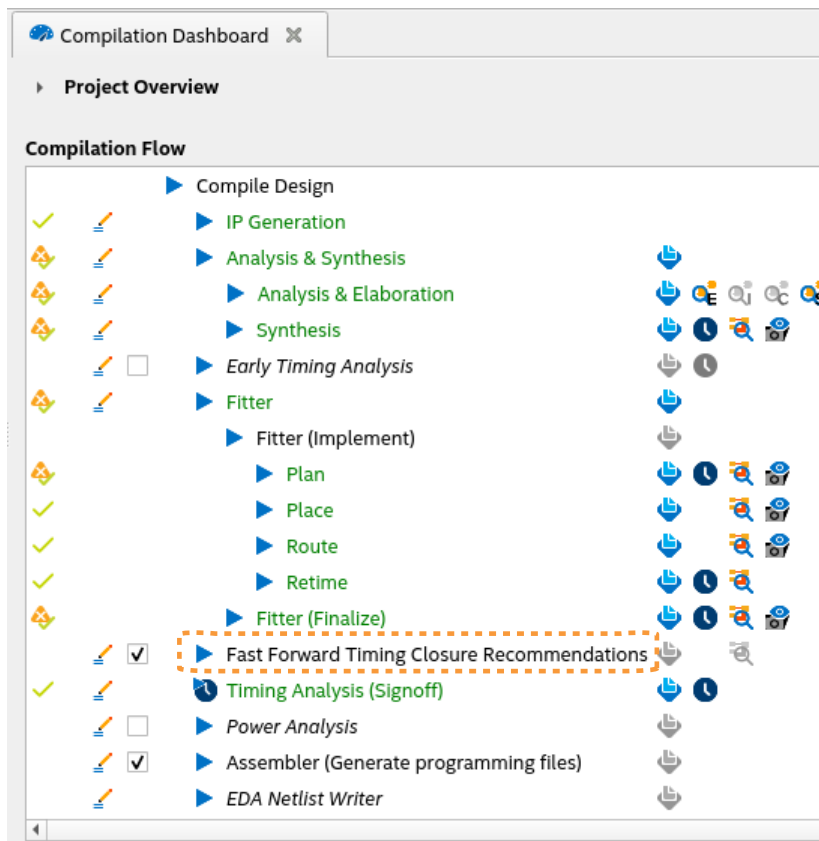 Compilation Dashboard
Project Overview
Compilation Flow
Compile Design
IP Generation
Analysis & Synthesis
Analysis & Elaboration
Synthesis
Early Timing Analysis
Fitter
Fitter (Implement)
Plan
Place
Route
Retime
Fitter (Finalize)
Fast Forward Timing Closure Recommendations
Timing Analysis (Signoff)
Power Analysis
Assembler (Generate programming files)
EDA Netlist Writer